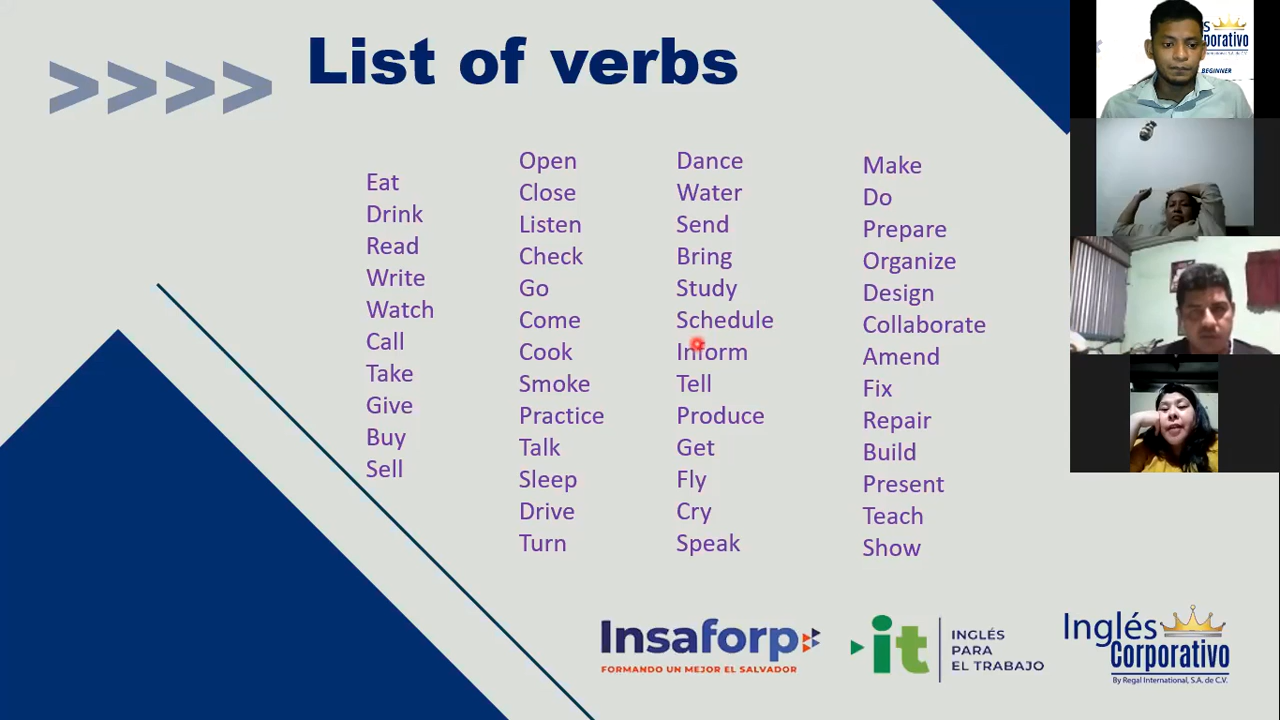 >>>>
List of verbs
Eat
Drink
Read
Write
Watch
Call
Take
Give
Buy
Sell
Open
Close
Listen
Check
Go
Come
Cook
Smoke
Practice
Talk
Sleep
Drive
Turn
Dance
Water
Send
Bring
Study
Schedule
Inform
Tell
Produce
Get
Fly
Cry
Speak
Make
Do
Prepare
Organize
Design
Collaborate
Amend
Fix
Repair
Build
Present
Teach
Show
Insaforp
FORMANDO UN MEJOR EL SALVADOR
it
INGLÉS
PARA
EL TRABAJO
Inglés
Corporativo
By Regal International, S.A. de C.V.
BEGINNER